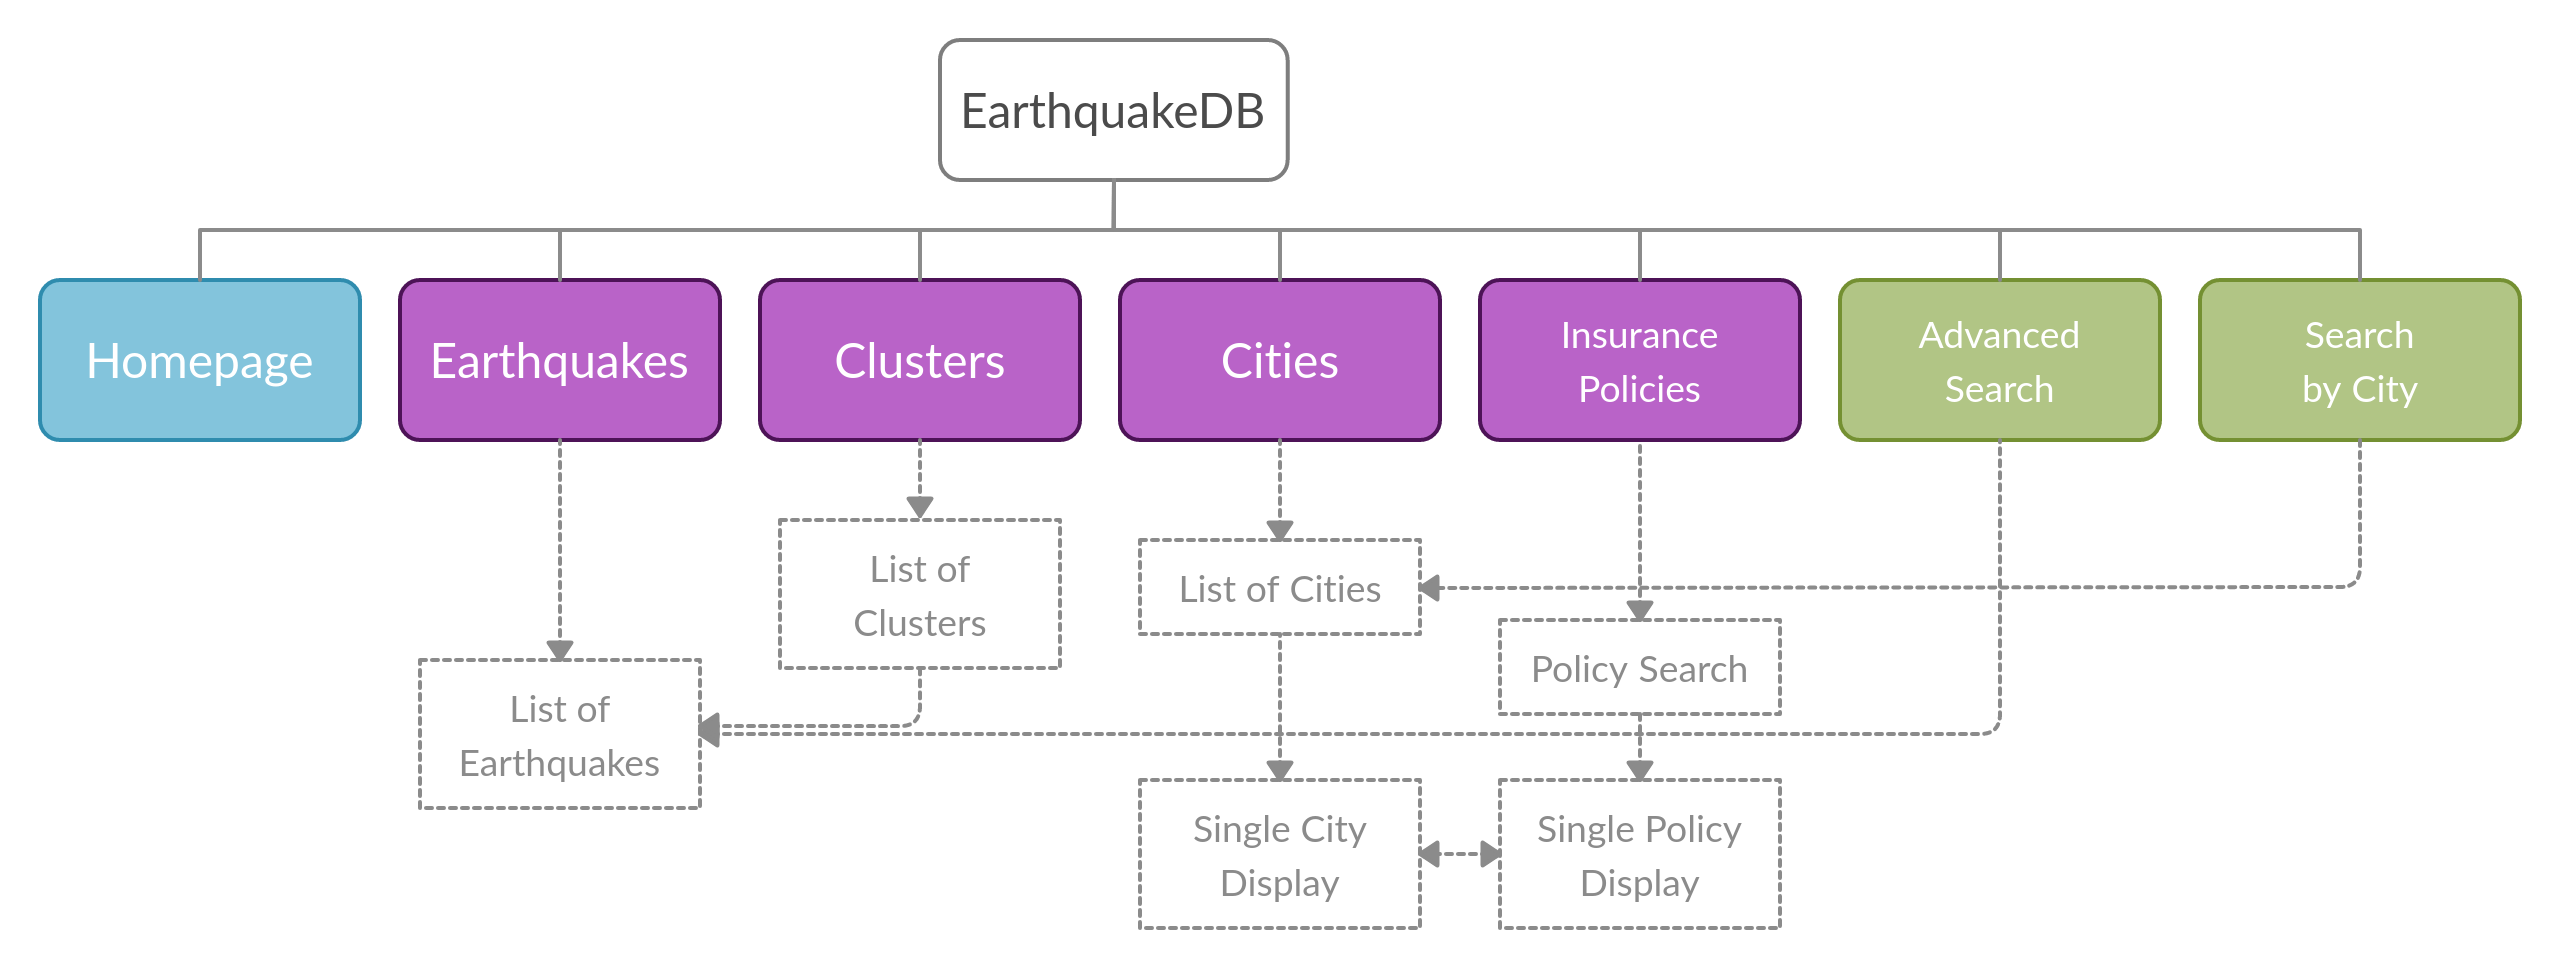 EarthquakeDB
Homepage
Earthquakes
Clusters
Cities
Insurance
Policies
Advanced
Search
Search
by City
List of
Clusters
List of Cities
Policy Search
List of
Earthquakes
Single City
Display
Single Policy
Display